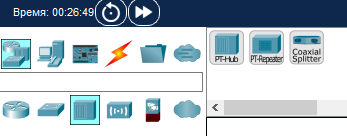 Время: 00:26:49
PT-Hub
PT-Repeater
Coaxial
Splitter